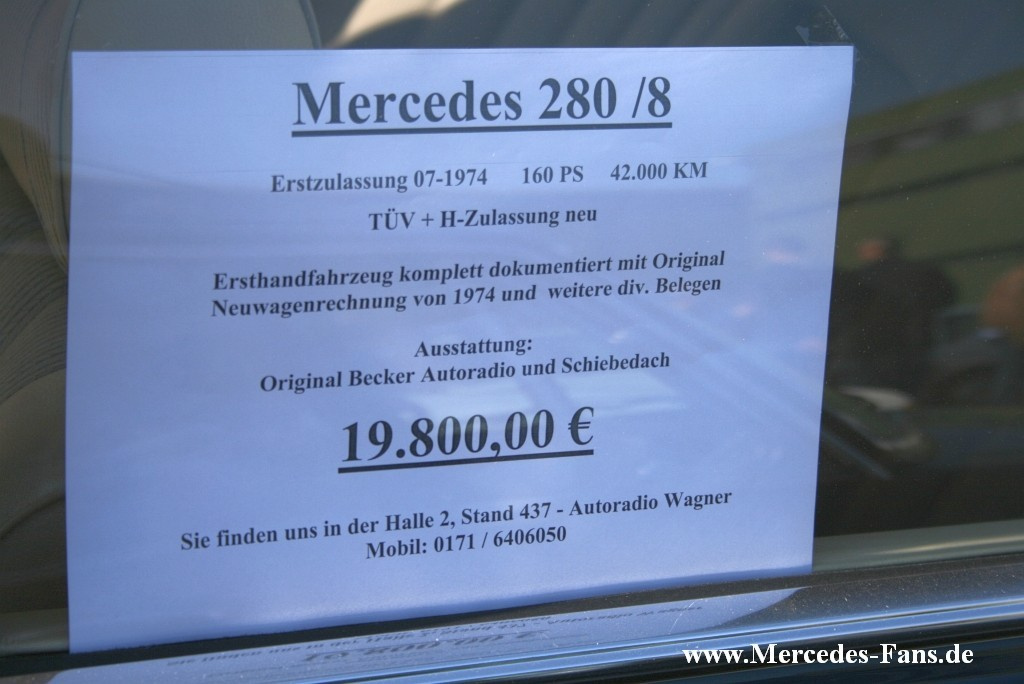 Mercedes 280 /8
Erstzulassung 07-1974 160 PS 42.000 KM
TÜV + H-Zulassung neu
Ersthandfahrzeug komplett dokumentiert mit Original
Neuwagenrechnung von 1974 und weitere div. Belegen
Ausstattung:
Original Becker Autoradio und Schiebedach
19.800,00 €
Sie finden uns in der Halle 2, Stand 437 - Autoradio Wagner
Mobil: 0171 / 6406050
www.Mercedes-Fans.de